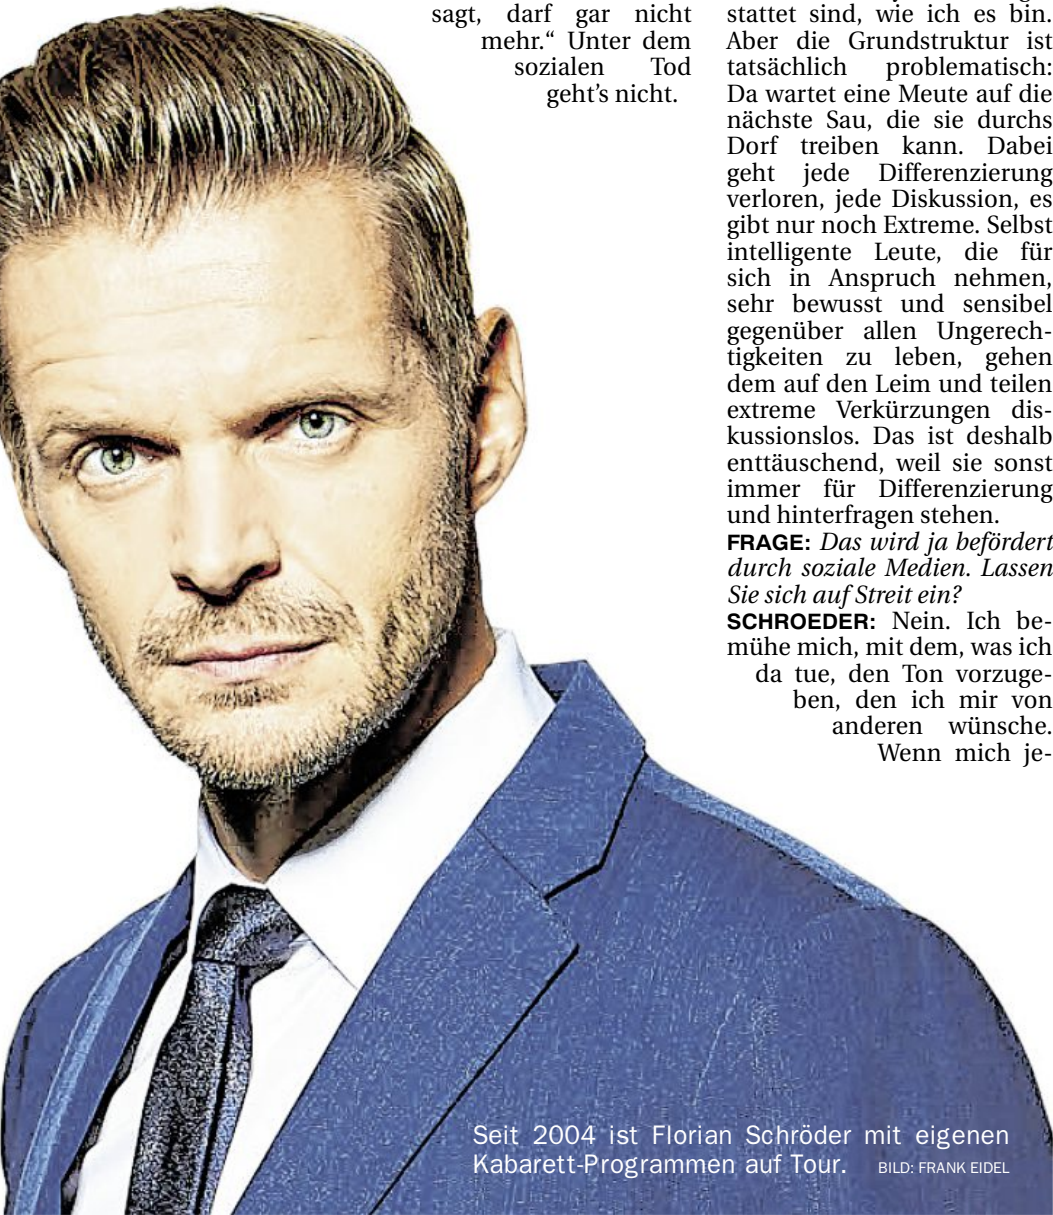 sagt, darf gar nicht
mehr.“ Unter dem
sozialen Tod
geht’s nicht.
stattet sind, wie ich es bin.
Aber die Grundstruktur ist
tatsächlich problematisch:
Da wartet eine Meute auf die
nächste Sau, die sie durchs
Dorf treiben kann. Dabei
geht jede Differenzierung
verloren, jede Diskussion, es
gibt nur noch Extreme. Selbst
intelligente Leute, die für
sich in Anspruch nehmen,
sehr bewusst und sensibel
gegenüber allen Ungerech-
tigkeiten zu leben, gehen
dem auf den Leim und teilen
extreme Verkürzungen dis-
kussionslos. Das ist deshalb
enttäuschend, weil sie sonst
immer für Differenzierung
und hinterfragen stehen.
FRAGE: Das wird ja befördert
durch soziale Medien. Lassen
Sie sich auf Streit ein?
SCHROEDER: Nein. Ich be-
mühe mich, mit dem, was ich
da tue, den Ton vorzuge-
ben, den ich mir von
anderen wünsche.
Wenn mich je-
Seit 2004 ist Florian Schröder mit eigenen
Kabarett-Programmen auf Tour. BILD: FRANK EIDEL